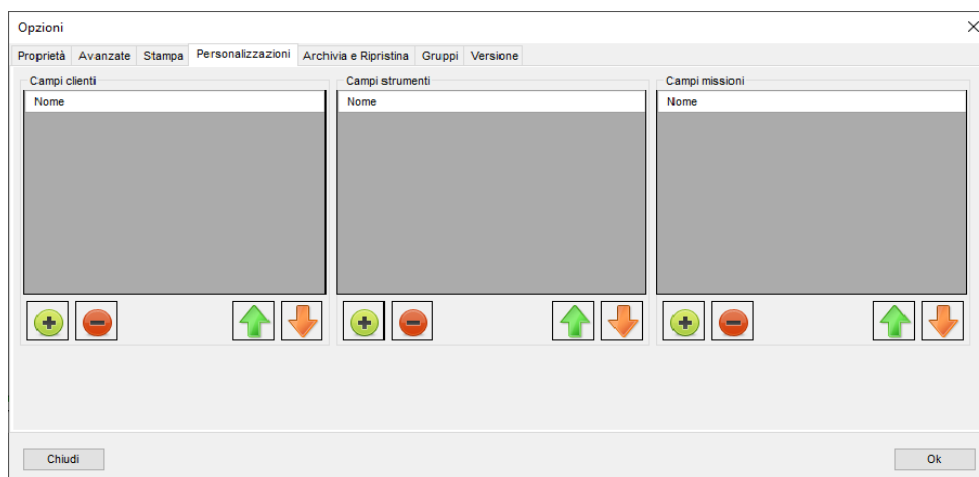 Opzioni
Proprietà Avanzate Stampa Personalizzazioni Archivia e Ripristina Gruppi Versione
Campi clienti Campi strumenti Campi missioni
Nome Nome Nome
Chiudi Ok